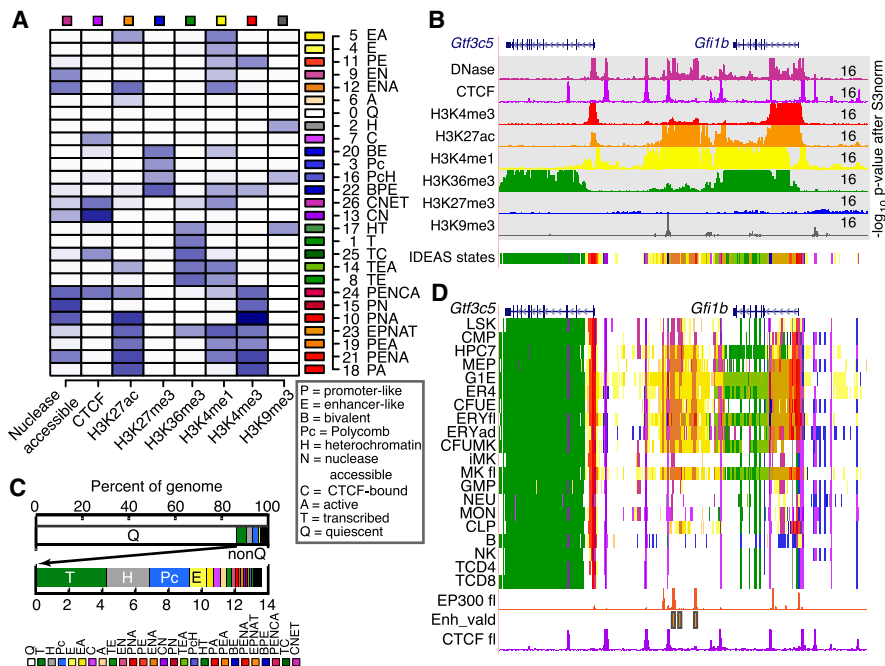 A
5 EA
4 E
11 PE
9 EN
12 ENA
6 A
0 Q
2 H
7 C
20 BE
3 Pc
16 PcH
22 BPE
26 CNET
13 CN
17 HT
1 T
25 TC
14 TEA
8 TE
24 PENCA
15 PN
10 PNA
23 EPNAT
19 PEA
21 PENA
18 PA
Nuclease accessible
CTCF
H3K27ac
H3K27me3
H3K36me3
H3K4me1
H3K4me3
H3K9me3
P = promoter-like
E = enhancer-like
B = bivalent
Pc = Polycomb
H = heterochromatin
N = nuclease
accessible
C = CTCF-bound
A = active
T = transcribed
Q = quiescent
B
Gtf3c5
Gfi1b
DNase 16
CTCF 16
H3K4me3 16
H3K27ac 16
H3K4me1 16
H3K36me3 16
H3K27me3 16
H3K9me3 16
-log10 p-value after S3norm
IDEAS states
C
Percent of genome
0 20 40 60 80 100
Q
nonQ
T H Pc E
0 2 4 6 8 10 12 14
D
Gtf3c5
Gfi1b
LSK
CMP
HPC7
MEP
G1E
ER4
CFUE
ERYfl
ERYad
CFUMK
iMK
MK fl
GMP
NEU
MON
CLP
B
NK
TCD4
TCD8
EP300 fl
Enh_vald
CTCF fl